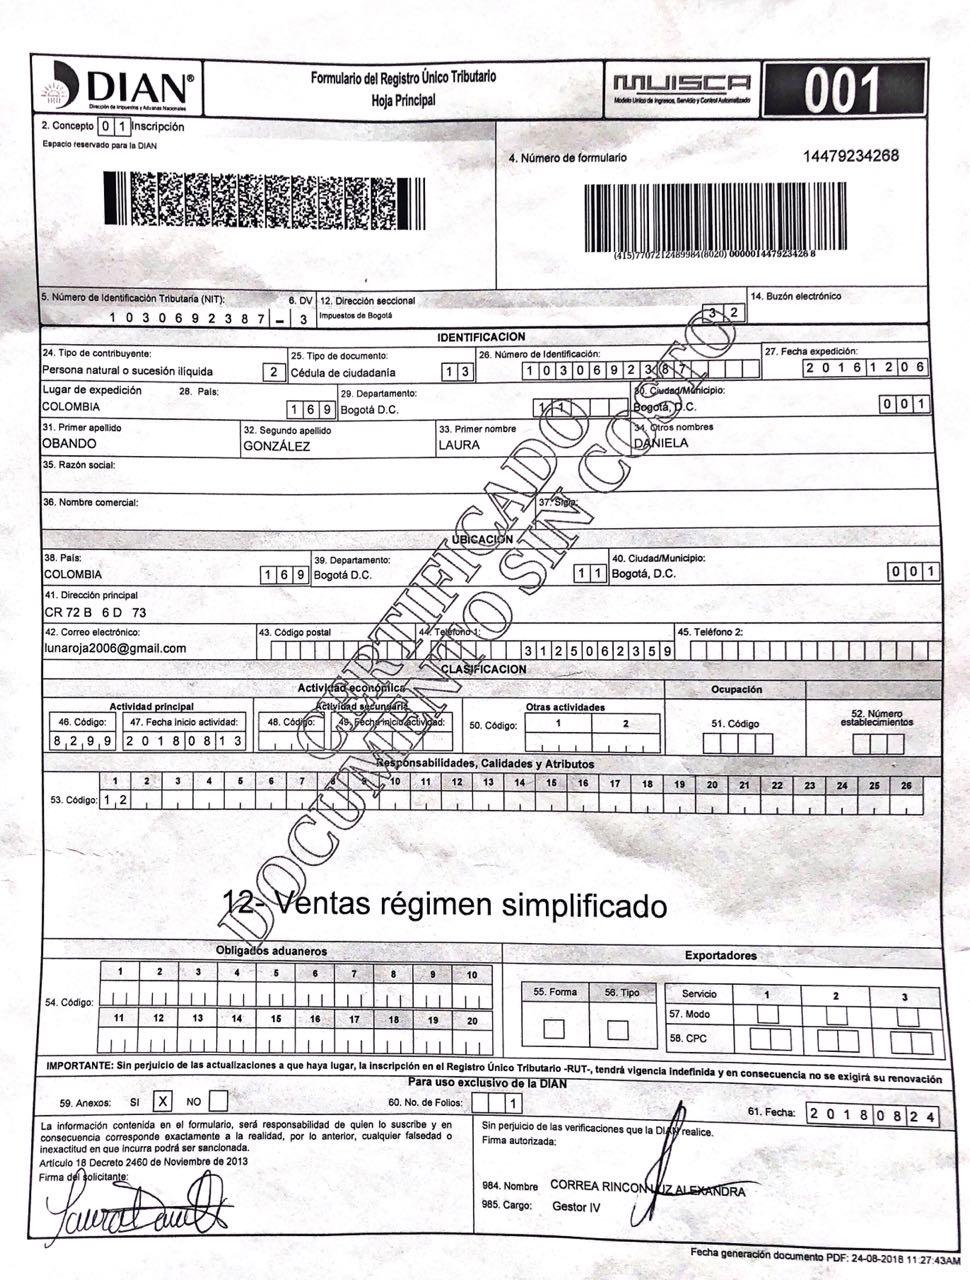 DIAN®
Dirección de Impuestos y Aduanas Nacionales
Formulario del Registro Único Tributario
Hoja Principal
MUISCA
Modelo Unico de Ingresos, Servicio y Control Automatizado
001
2. Concepto 0 1 Inscripción
Espacio reservado para la DIAN
4. Número de formulario 14479234268
(415)7707212489984(8020) 000001447923426 8
5. Número de Identificación Tributaria (NIT): 6. DV 12. Dirección seccional 14. Buzón electrónico
1 0 3 0 6 9 2 3 8 7 - 3 Impuestos de Bogotá 3 2
IDENTIFICACION
24. Tipo de contribuyente: 25. Tipo de documento: 26. Número de Identificación: 27. Fecha expedición:
Persona natural o sucesión ilíquida 2 Cédula de ciudadanía 1 3 1 0 3 0 6 9 2 3 8 7 2 0 1 6 1 2 0 6
Lugar de expedición 28. País: 29. Departamento: 30. Ciudad/Municipio:
COLOMBIA 1 6 9 Bogotá D.C. 1 1 Bogotá, D.C. 0 0 1
31. Primer apellido 32. Segundo apellido 33. Primer nombre 34. Otros nombres
OBANDO GONZÁLEZ LAURA DANIELA
35. Razón social:
36. Nombre comercial: 37. Sigla:
UBICACION
38. País: 39. Departamento: 40. Ciudad/Municipio:
COLOMBIA 1 6 9 Bogotá D.C. 1 1 Bogotá, D.C. 0 0 1
41. Dirección principal
CR 72 B 6 D 73
42. Correo electrónico: 43. Código postal 44. Teléfono 1: 45. Teléfono 2:
lunaroja2006@gmail.com 3 1 2 5 0 6 2 3 5 9
CLASIFICACION
Actividad económica Ocupación
Actividad principal Actividad secundaria Otras actividades 52. Número establecimientos
46. Código: 47. Fecha inicio actividad: 48. Código: 49. Fecha inicio actividad: 50. Código: 1 2 51. Código
8 2 9 9 2 0 1 8 0 8 1 3
Responsabilidades, Calidades y Atributos
1 2 3 4 5 6 7 8 9 10 11 12 13 14 15 16 17 18 19 20 21 22 23 24 25 26
53. Código: 1 2
12- Ventas régimen simplificado
CERTIFICADO
DOCUMENTO SIN COSTO
Obligados aduaneros Exportadores
1 2 3 4 5 6 7 8 9 10
54. Código:
11 12 13 14 15 16 17 18 19 20
55. Forma 56. Tipo Servicio 1 2 3
57. Modo
58. CPC
IMPORTANTE: Sin perjuicio de las actualizaciones a que haya lugar, la inscripción en el Registro Único Tributario -RUT-, tendrá vigencia indefinida y en consecuencia no se exigirá su renovación
Para uso exclusivo de la DIAN
59. Anexos: SI X NO 60. No. de Folios: 1 61. Fecha: 2 0 1 8 0 8 2 4
La información contenida en el formulario, será responsabilidad de quien lo suscribe y en
consecuencia corresponde exactamente a la realidad, por lo anterior, cualquier falsedad o
inexactitud en que incurra podrá ser sancionada.
Artículo 18 Decreto 2460 de Noviembre de 2013
Firma del solicitante:
Sin perjuicio de las verificaciones que la DIAN realice.
Firma autorizada:
984. Nombre CORREA RINCON LUZ ALEXANDRA
985. Cargo: Gestor IV
Fecha generación documento PDF: 24-08-2018 11:27:43AM